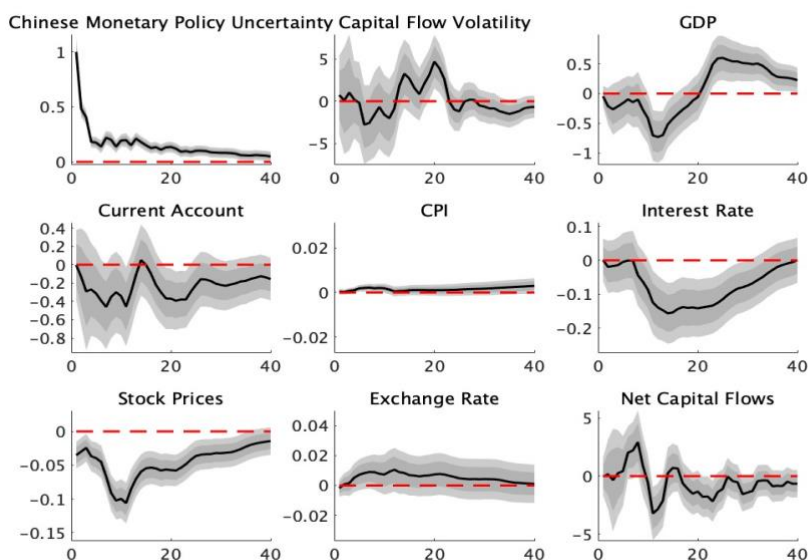 Chinese Monetary Policy Uncertainty Capital Flow Volatility GDP
1
0.5
0
0 20 40
5
0
-5
0 20 40
0.5
0
-0.5
-1
0 20 40
Current Account CPI Interest Rate
0.4
0.2
0
-0.2
-0.4
-0.6
-0.8
0 20 40
0.02
0
-0.02
0 20 40
0.1
0
-0.1
-0.2
0 20 40
Stock Prices Exchange Rate Net Capital Flows
0
-0.05
-0.1
-0.15
0 20 40
0.04
0.02
0
-0.02
0 20 40
5
0
-5
0 20 40